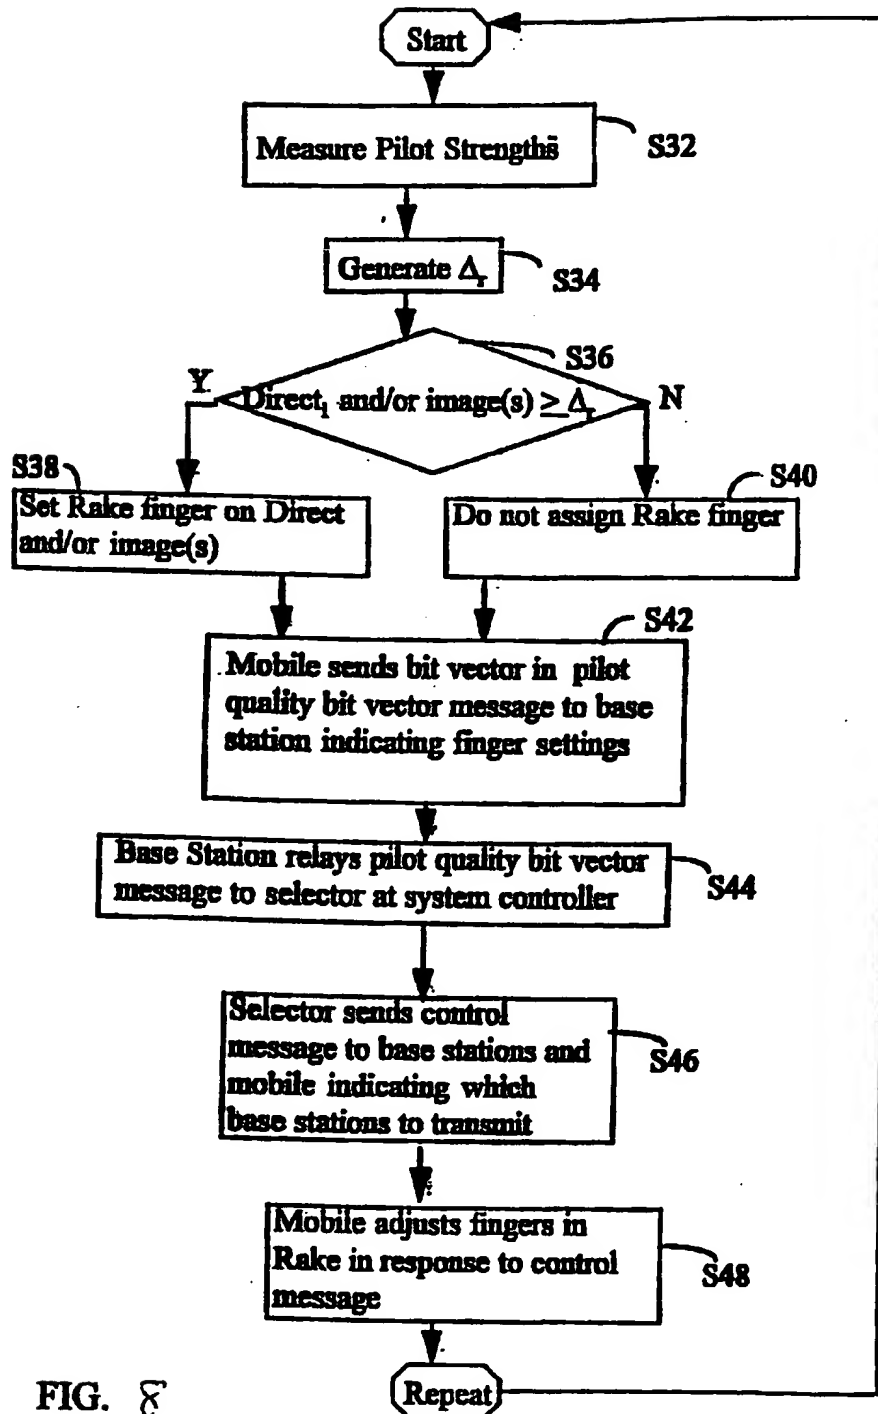 Start
Measure Pilot Strengths
S32
Generate Δr
S34
S36
Y
Direct1 and/or image(s) ≥ Δr
N
S38
Set Rake finger on Direct
and/or image(s)
S40
Do not assign Rake finger
S42
Mobile sends bit vector in pilot
quality bit vector message to base
station indicating finger settings
Base Station relays pilot quality bit vector
message to selector at system controller
S44
Selector sends control
message to base stations and
mobile indicating which
base stations to transmit
S46
Mobile adjusts fingers in
Rake in response to control
message
S48
Repeat
FIG. 8